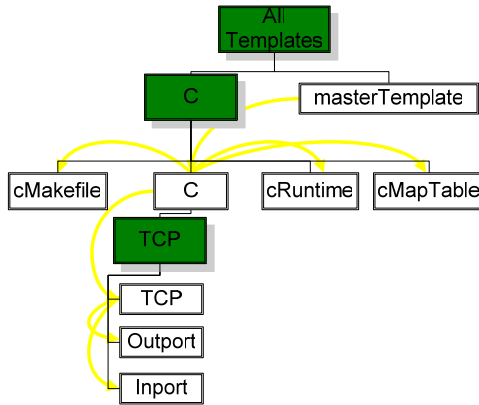 All
Templates
C
masterTemplate
cMakefile
C
cRuntime
cMapTable
TCP
TCP
Outport
Inport